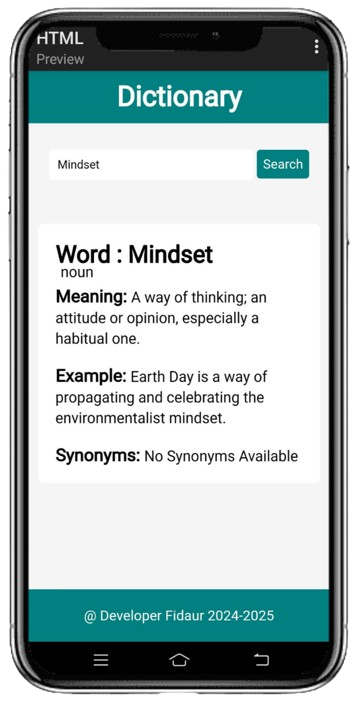 HTML
Preview
Dictionary
Mindset
Search
Word : Mindset
noun
Meaning: A way of thinking; an
attitude or opinion, especially a
habitual one.
Example: Earth Day is a way of
propagating and celebrating the
environmentalist mindset.
Synonyms: No Synonyms Available
@ Developer Fidaur 2024-2025